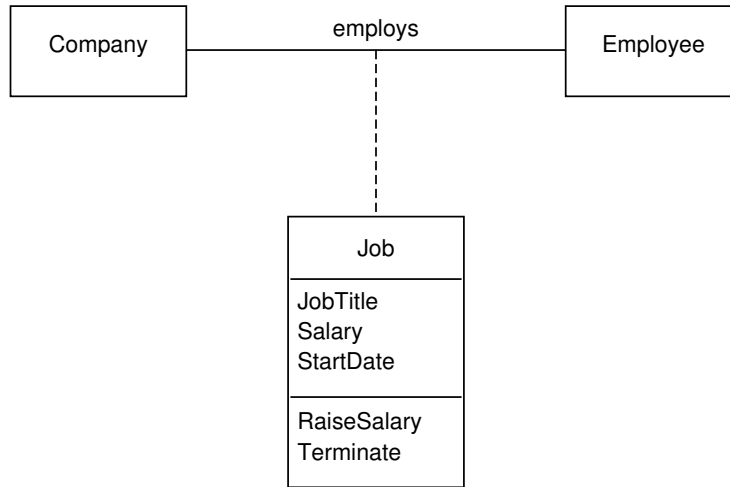 employs
Company
Employee
Job
JobTitle
Salary
StartDate
RaiseSalary
Terminate